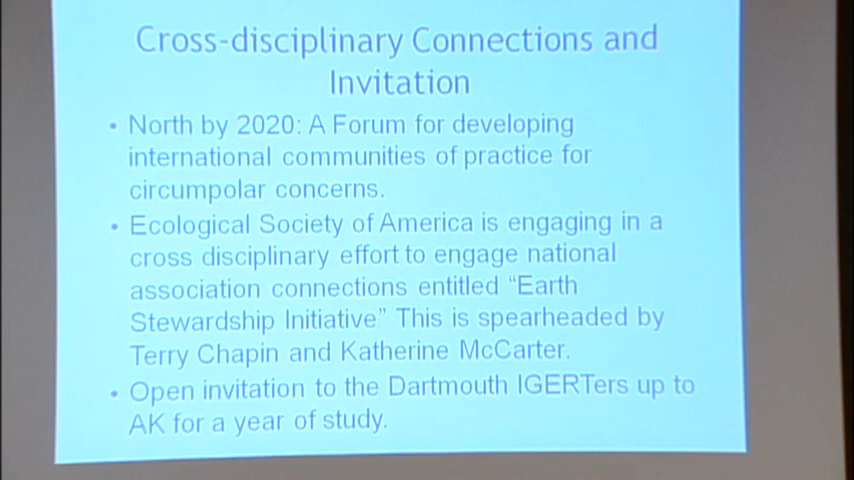 Cross-disciplinary Connections and
Invitation
• North by 2020: A Forum for developing
international communities of practice for
circumpolar concerns.
• Ecological Society of America is engaging in a
cross disciplinary effort to engage national
association connections entitled “Earth
Stewardship Initiative” This is spearheaded by
Terry Chapin and Katherine McCarter.
• Open invitation to the Dartmouth IGERTers up to
AK for a year of study.